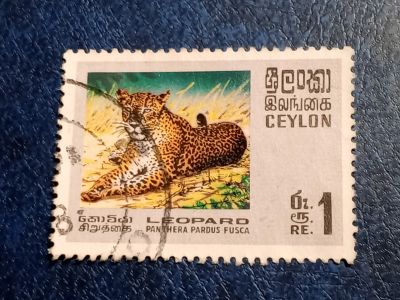 ශ්‍රී ලංකා
இலங்கை
CEYLON
රු. 1
ரூ.
RE.
කොටියා LEOPARD
சிறுத்தை PANTHERA PARDUS FUSCA